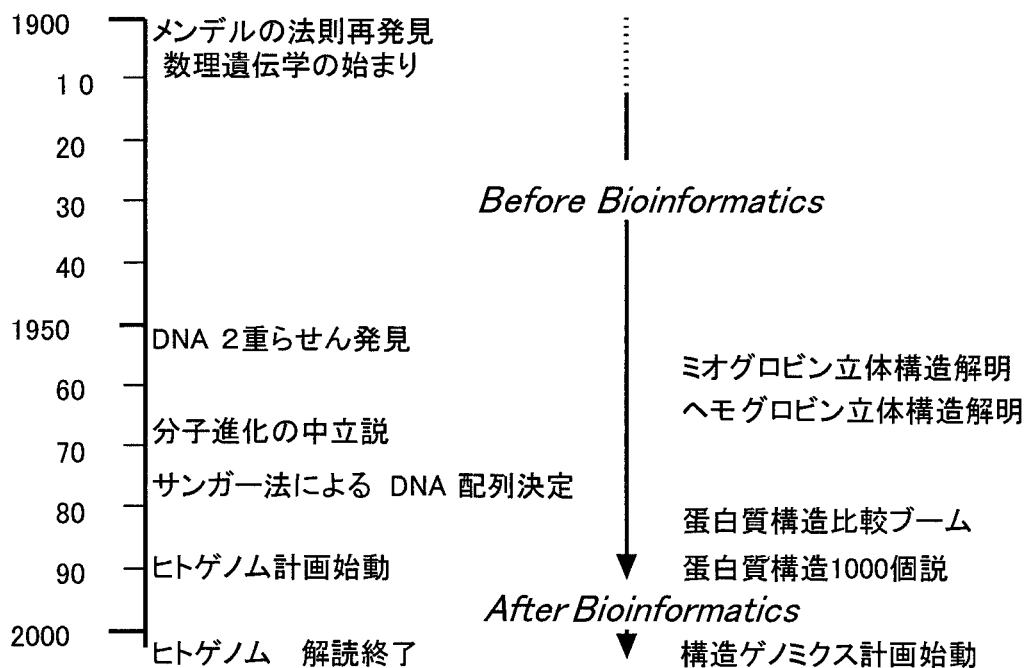 1900
メンデルの法則再発見
数理遺伝学の始まり
10
20
Before Bioinformatics
30
40
1950
DNA 2重らせん発見
ミオグロビン立体構造解明
60
ヘモグロビン立体構造解明
分子進化の中立説
70
サンガー法による DNA 配列決定
80
蛋白質構造比較ブーム
ヒトゲノム計画始動
蛋白質構造1000個説
90
After Bioinformatics
2000
ヒトゲノム 解読終了
構造ゲノミクス計画始動